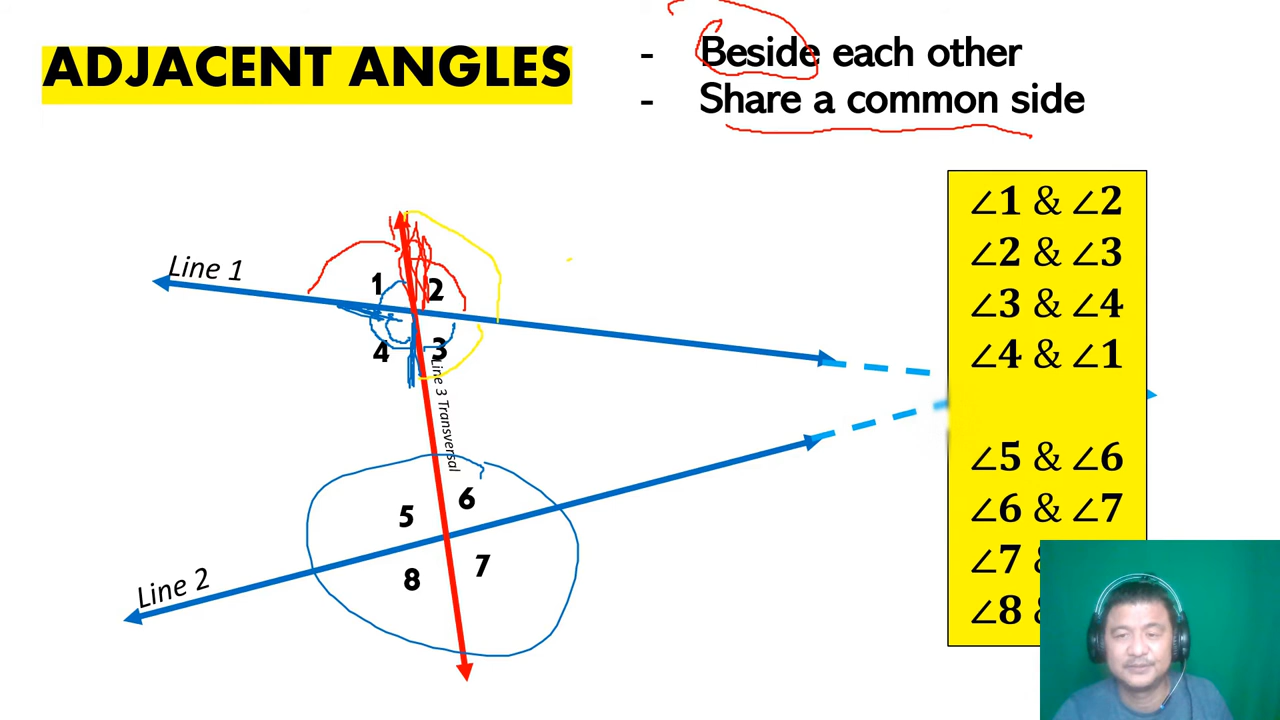 ADJACENT ANGLES
- Beside each other
- Share a common side
Line 1
1
2
4
3
Line 3 Transversal
5
6
8
7
Line 2
∠1 & ∠2
∠2 & ∠3
∠3 & ∠4
∠4 & ∠1
∠5 & ∠6
∠6 & ∠7
∠7
∠8